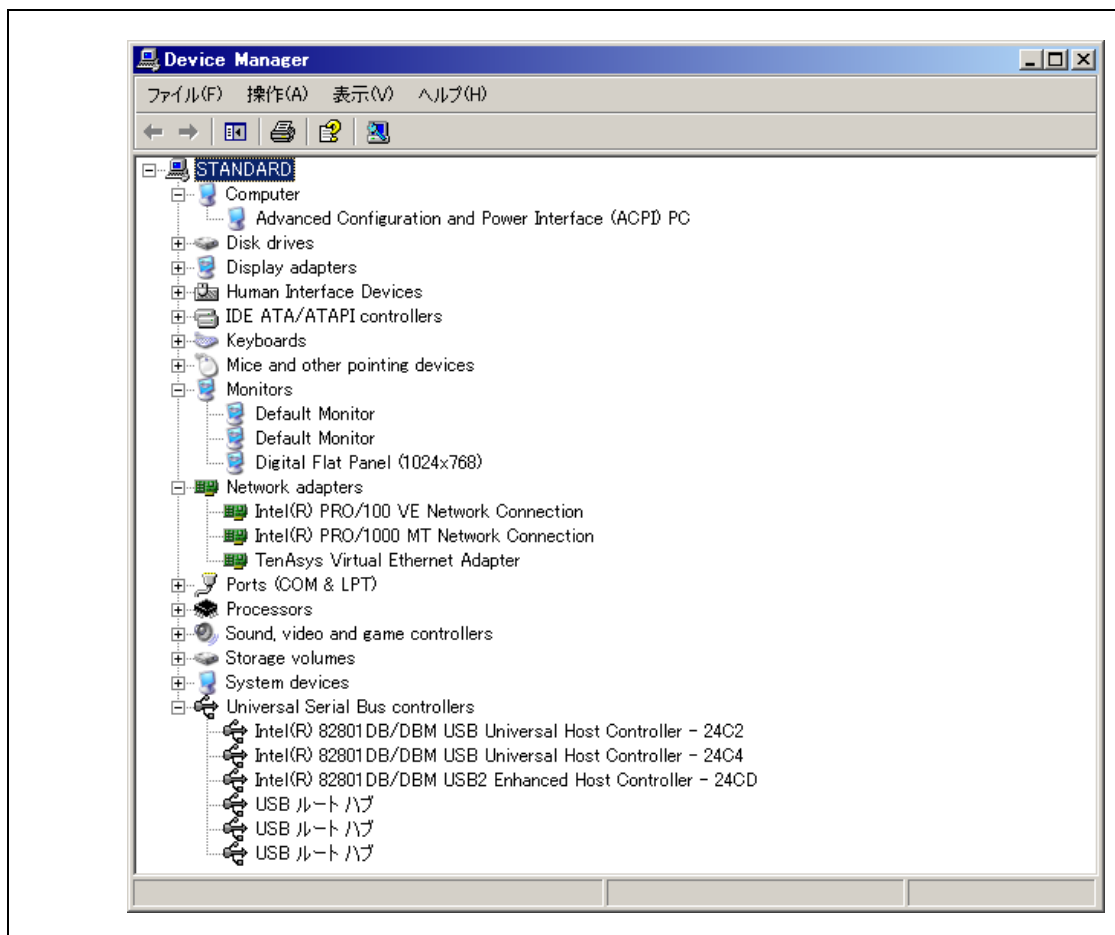 Device Manager
ファイル(F) 操作(A) 表示(V) ヘルプ(H)
STANDARD
Computer
Advanced Configuration and Power Interface (ACPI) PC
Disk drives
Display adapters
Human Interface Devices
IDE ATA/ATAPI controllers
Keyboards
Mice and other pointing devices
Monitors
Default Monitor
Default Monitor
Digital Flat Panel (1024x768)
Network adapters
Intel(R) PRO/100 VE Network Connection
Intel(R) PRO/1000 MT Network Connection
TenAsys Virtual Ethernet Adapter
Ports (COM & LPT)
Processors
Sound, video and game controllers
Storage volumes
System devices
Universal Serial Bus controllers
Intel(R) 82801DB/DBM USB Universal Host Controller - 24C2
Intel(R) 82801DB/DBM USB Universal Host Controller - 24C4
Intel(R) 82801DB/DBM USB2 Enhanced Host Controller - 24CD
USB ルート ハブ
USB ルート ハブ
USB ルート ハブ